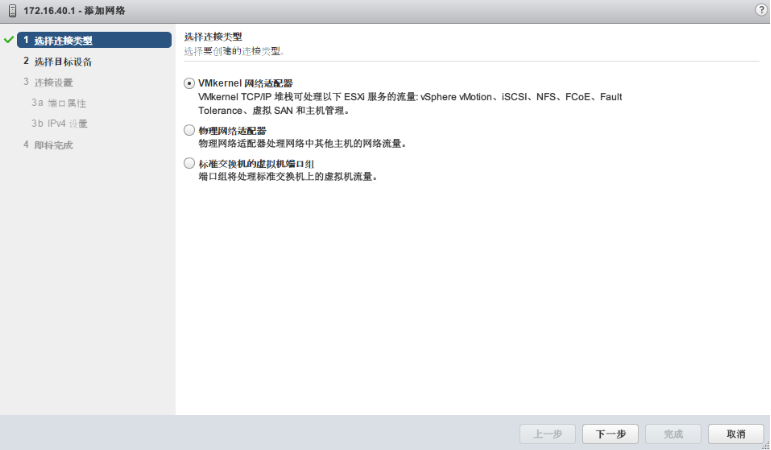 172.16.40.1 - 添加网络
?
1 选择连接类型
2 选择目标设备
3 连接设置
3a 端口属性
3b IPv4 设置
4 即将完成
选择连接类型
选择要创建的连接类型。
VMkernel 网络适配器
VMkernel TCP/IP 堆栈可处理以下 ESXi 服务的流量: vSphere vMotion、iSCSI、NFS、FCoE、Fault
Tolerance、虚拟 SAN 和主机管理。
物理网络适配器
物理网络适配器处理网络中其他主机的网络流量。
标准交换机的虚拟机端口组
端口组将处理标准交换机上的虚拟机流量。
上一步 下一步 完成 取消